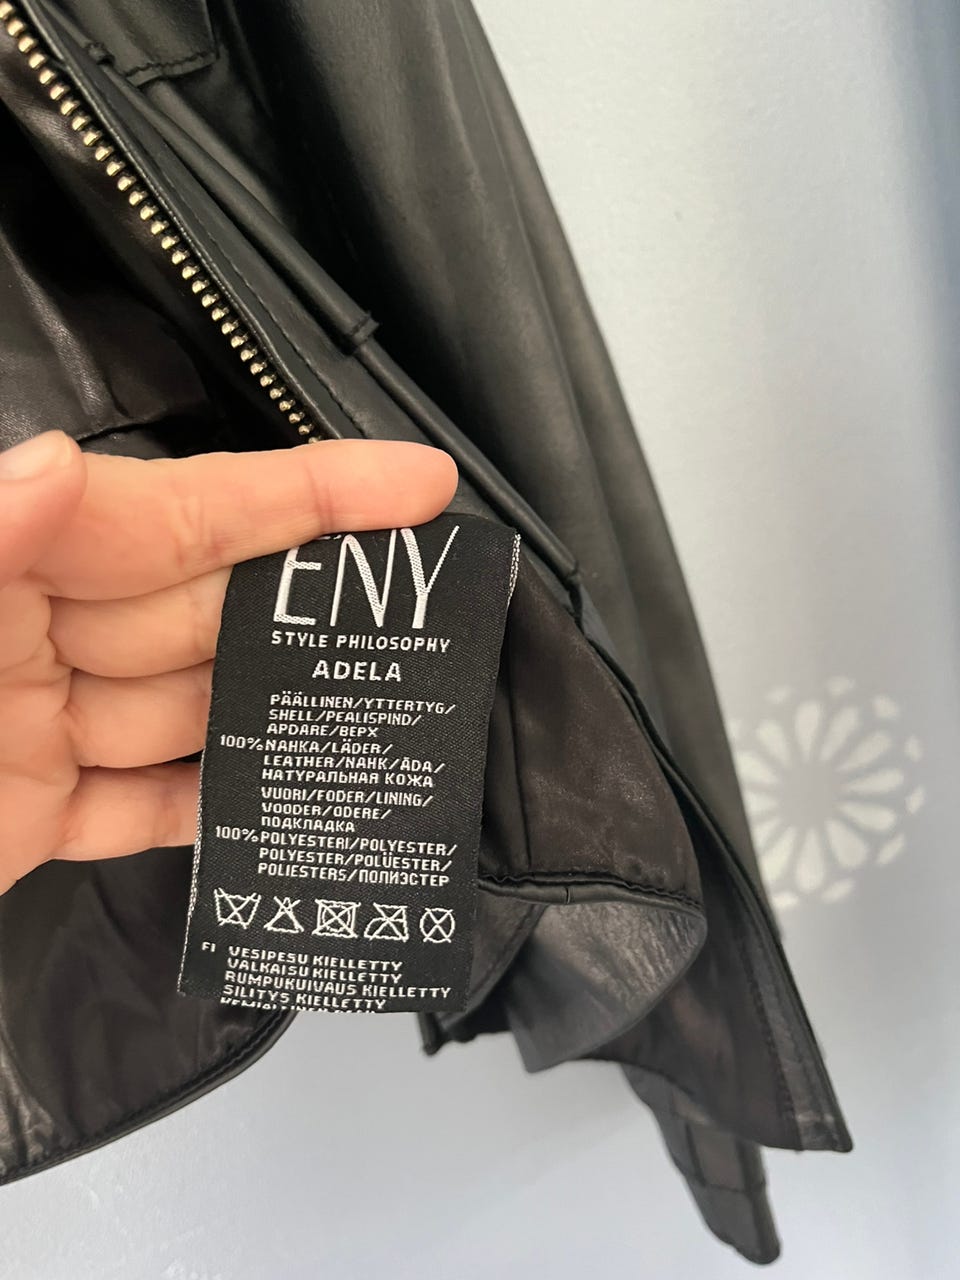 ENY
STYLE PHILOSOPHY
ADELA
PÄÄLLINEN/YTTERTYG/
SHELL/PEALISPIND/
APDARE/ВЕРХ
100% NAHKA/LÄDER/
LEATHER/NAHK/ĀDA/
НАТУРАЛЬНАЯ КОЖА
VUORI/FODER/LINING/
VOODER/ODERE/
ПОДКЛАДКА
100% POLYESTERI/POLYESTER/
POLYESTER/POLÜESTER/
POLIESTERS/ПОЛИЭСТЕР
FI VESIPESU KIELLETTY
VALKAISU KIELLETTY
RUMPUKUIVAUS KIELLETTY
SILITYS KIELLETTY